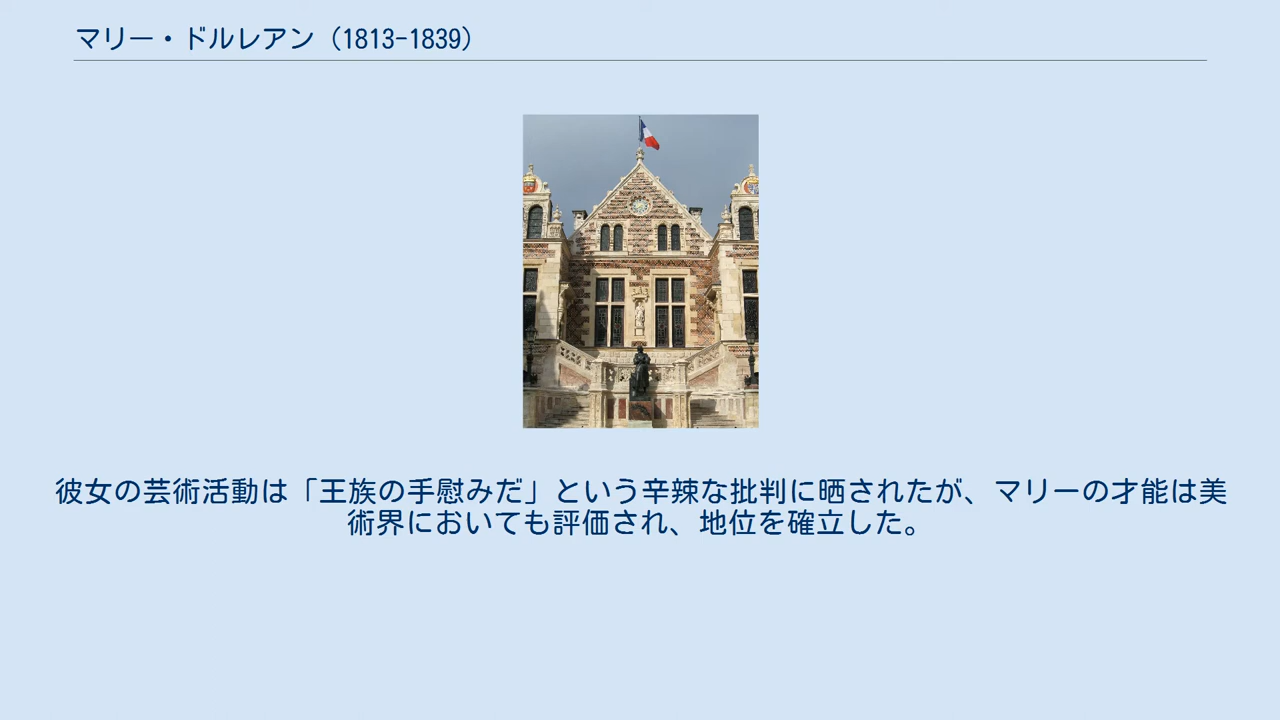 マリー・ドルレアン（1813-1839）
彼女の芸術活動は「王族の手慰みだ」という辛辣な批判に晒されたが、マリーの才能は美
術界においても評価され、地位を確立した。